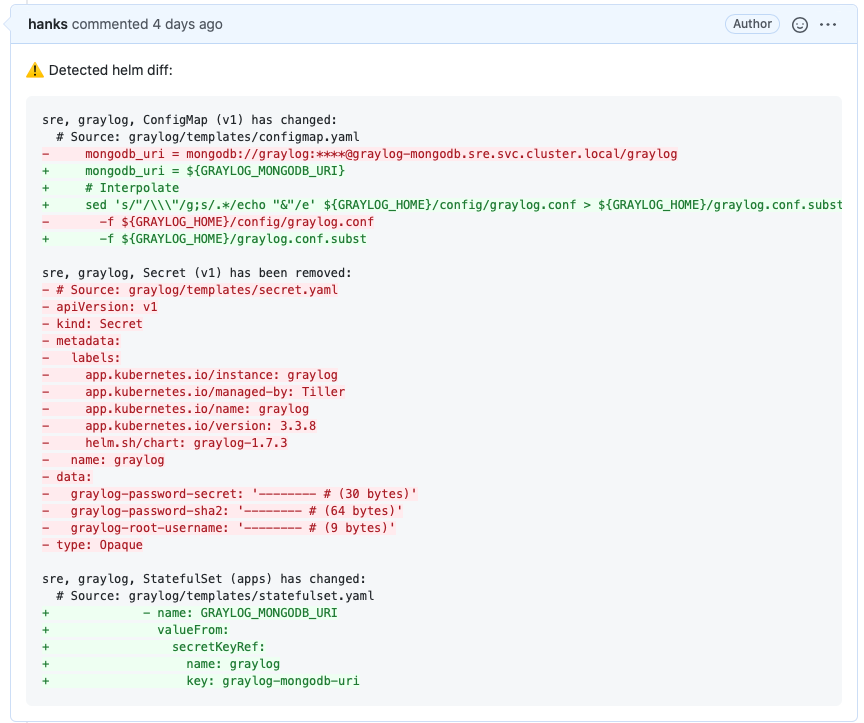 hanks commented 4 days ago
Author
⚠️ Detected helm diff:
sre, graylog, ConfigMap (v1) has changed:
  # Source: graylog/templates/configmap.yaml
-     mongodb_uri = mongodb://graylog:****@graylog-mongodb.sre.svc.cluster.local/graylog
+     mongodb_uri = ${GRAYLOG_MONGODB_URI}
+     # Interpolate
+     sed 's/"/\\\"/g;s/.*/echo "&"/e' ${GRAYLOG_HOME}/config/graylog.conf > ${GRAYLOG_HOME}/graylog.conf.subst
-       -f ${GRAYLOG_HOME}/config/graylog.conf
+       -f ${GRAYLOG_HOME}/graylog.conf.subst

sre, graylog, Secret (v1) has been removed:
- # Source: graylog/templates/secret.yaml
- apiVersion: v1
- kind: Secret
- metadata:
-   labels:
-     app.kubernetes.io/instance: graylog
-     app.kubernetes.io/managed-by: Tiller
-     app.kubernetes.io/name: graylog
-     app.kubernetes.io/version: 3.3.8
-     helm.sh/chart: graylog-1.7.3
-   name: graylog
- data:
-   graylog-password-secret: '-------- # (30 bytes)'
-   graylog-password-sha2: '-------- # (64 bytes)'
-   graylog-root-username: '-------- # (9 bytes)'
- type: Opaque

sre, graylog, StatefulSet (apps) has changed:
  # Source: graylog/templates/statefulset.yaml
+             - name: GRAYLOG_MONGODB_URI
+               valueFrom:
+                 secretKeyRef:
+                   name: graylog
+                   key: graylog-mongodb-uri